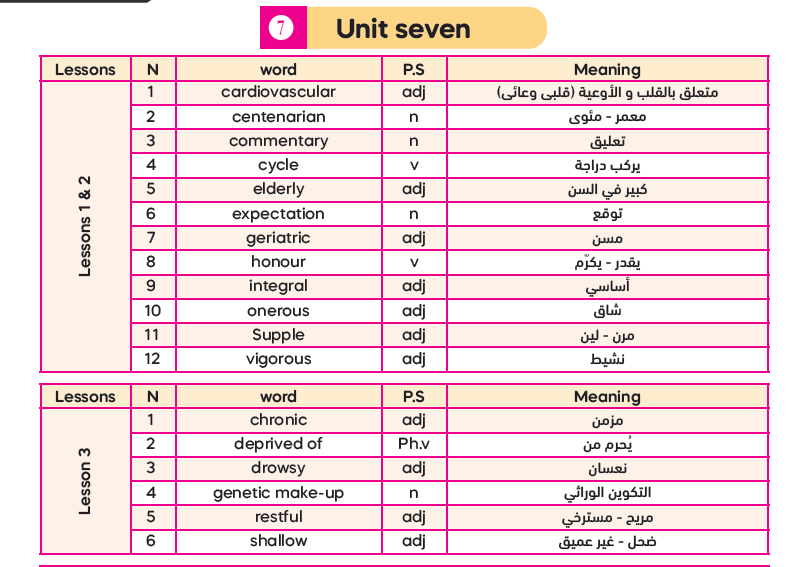 7 Unit seven
Lessons N word P.S Meaning
Lessons 1 & 2
1 cardiovascular adj متعلق بالقلب و الأوعية (قلبى وعائى)
2 centenarian n معمر - مئوى
3 commentary n تعليق
4 cycle v يركب دراجة
5 elderly adj كبير في السن
6 expectation n توقع
7 geriatric adj مسن
8 honour v يقدر - يكرّم
9 integral adj أساسي
10 onerous adj شاق
11 Supple adj مرن - لين
12 vigorous adj نشيط
Lessons N word P.S Meaning
Lesson 3
1 chronic adj مزمن
2 deprived of Ph.v يُحرم من
3 drowsy adj نعسان
4 genetic make-up n التكوين الوراثي
5 restful adj مريح - مسترخي
6 shallow adj ضحل - غير عميق